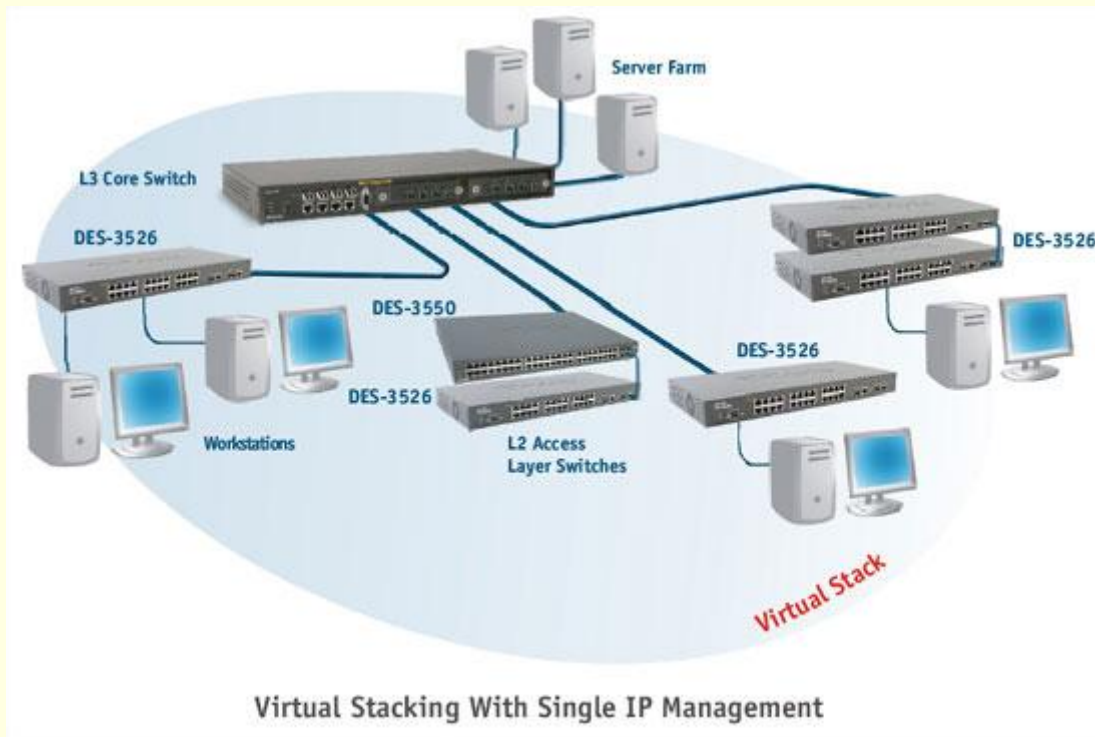 Server Farm
L3 Core Switch
DES-3526
DES-3526
DES-3550
DES-3526
DES-3526
Workstations
L2 Access
Layer Switches
Virtual Stack
Virtual Stacking With Single IP Management